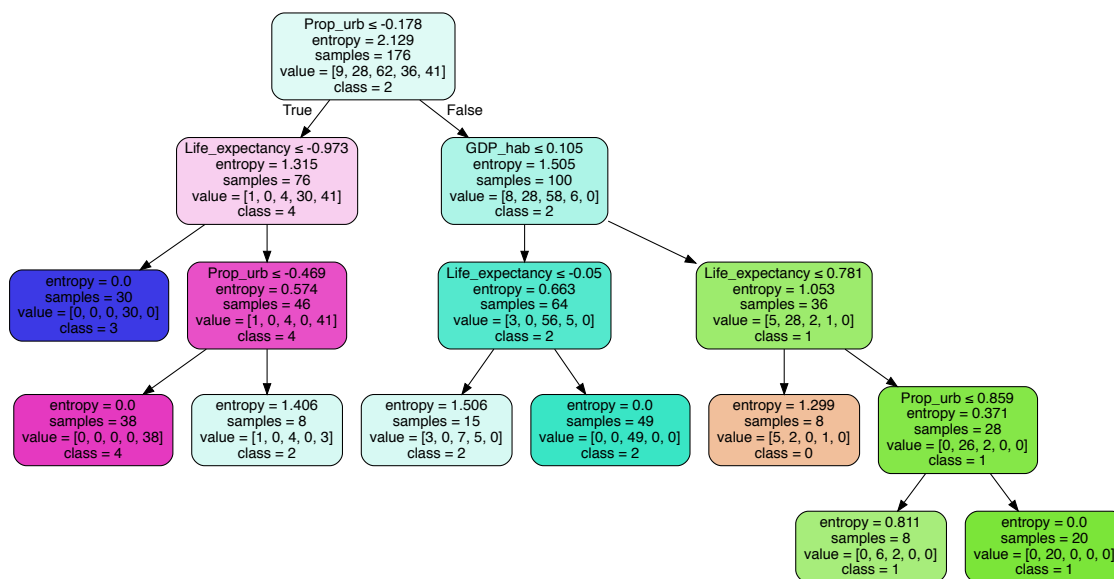 Prop_urb ≤ -0.178
entropy = 2.129
samples = 176
value = [9, 28, 62, 36, 41]
class = 2
True
False
Life_expectancy ≤ -0.973
entropy = 1.315
samples = 76
value = [1, 0, 4, 30, 41]
class = 4
GDP_hab ≤ 0.105
entropy = 1.505
samples = 100
value = [8, 28, 58, 6, 0]
class = 2
entropy = 0.0
samples = 30
value = [0, 0, 0, 30, 0]
class = 3
Prop_urb ≤ -0.469
entropy = 0.574
samples = 46
value = [1, 0, 4, 0, 41]
class = 4
Life_expectancy ≤ -0.05
entropy = 0.663
samples = 64
value = [3, 0, 56, 5, 0]
class = 2
Life_expectancy ≤ 0.781
entropy = 1.053
samples = 36
value = [5, 28, 2, 1, 0]
class = 1
entropy = 0.0
samples = 38
value = [0, 0, 0, 0, 38]
class = 4
entropy = 1.406
samples = 8
value = [1, 0, 4, 0, 3]
class = 2
entropy = 1.506
samples = 15
value = [3, 0, 7, 5, 0]
class = 2
entropy = 0.0
samples = 49
value = [0, 0, 49, 0, 0]
class = 2
entropy = 1.299
samples = 8
value = [5, 2, 0, 1, 0]
class = 0
Prop_urb ≤ 0.859
entropy = 0.371
samples = 28
value = [0, 26, 2, 0, 0]
class = 1
entropy = 0.811
samples = 8
value = [0, 6, 2, 0, 0]
class = 1
entropy = 0.0
samples = 20
value = [0, 20, 0, 0, 0]
class = 1